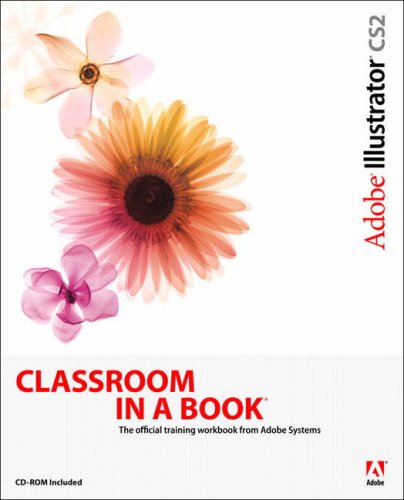 Adobe® Illustrator® CS2
CLASSROOM
IN A BOOK®
The official training workbook from Adobe Systems
CD-ROM Included
Adobe